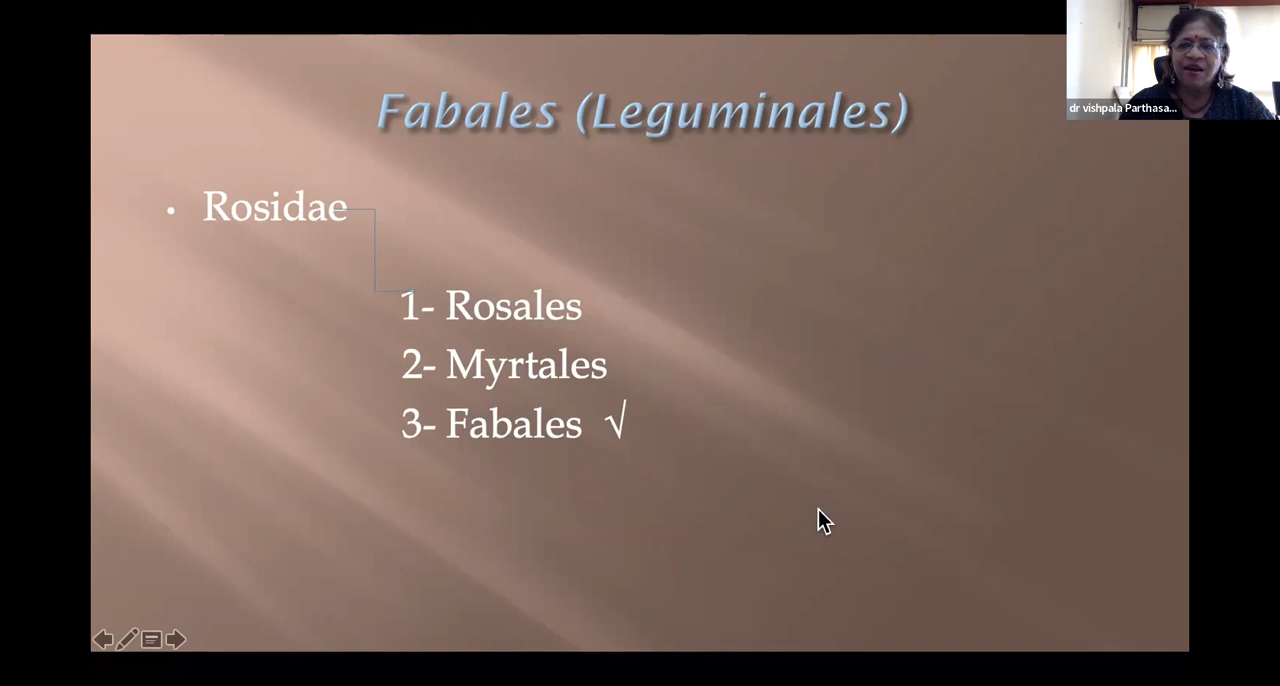 Fabales (Leguminales)
dr vishpala Parthasa...
• Rosidae
1- Rosales
2- Myrtales
3- Fabales √